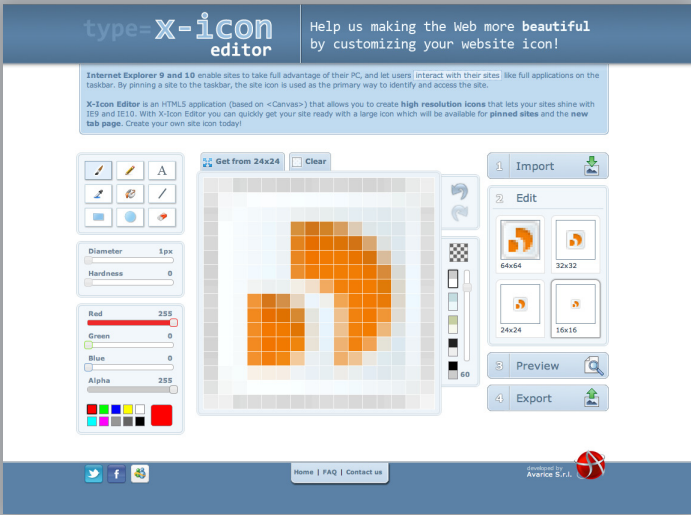 type=x-icon
editor
Help us making the Web more beautiful
by customizing your website icon!
Internet Explorer 9 and 10 enable sites to take full advantage of their PC, and let users interact with their sites like full applications on the
taskbar. By pinning a site to the taskbar, the site icon is used as the primary way to identify and access the site.
X-Icon Editor is an HTML5 application (based on <Canvas>) that allows you to create high resolution icons that lets your sites shine with
IE9 and IE10. With X-Icon Editor you can quickly get your site ready with a large icon which will be available for pinned sites and the new
tab page. Create your own site icon today!
Get from 24x24
Clear
A
Diameter 1px
Hardness 0
Red 255
Green 0
Blue 0
Alpha 255
60
1 Import
2 Edit
64x64
32x32
24x24
16x16
3 Preview
4 Export
f
Home | FAQ | Contact us
developed by
Avarice S.r.l.